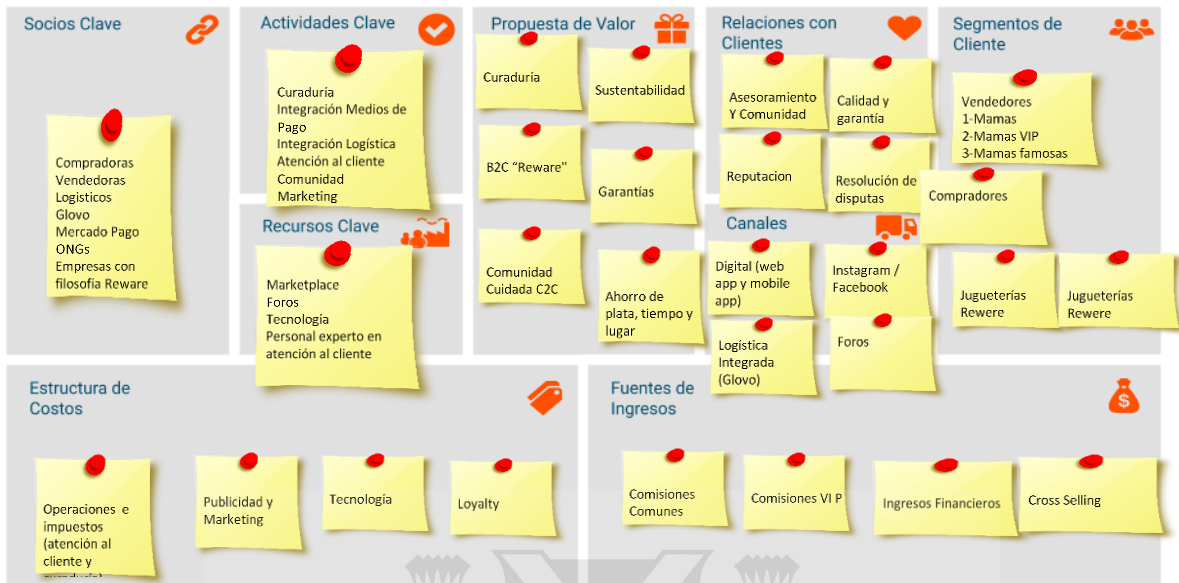 Socios Clave
Compradoras
Vendedoras
Logisticos
Glovo
Mercado Pago
ONGs
Empresas con
filosofía Reware
Actividades Clave
Curaduría
Integración Medios de
Pago
Integración Logística
Atención al cliente
Comunidad
Marketing
Recursos Clave
Marketplace
Foros
Tecnología
Personal experto en
atención al cliente
Propuesta de Valor
Curaduría
Sustentabilidad
B2C "Reware"
Garantías
Comunidad
Cuidada C2C
Ahorro de
plata, tiempo y
lugar
Relaciones con
Clientes
Asesoramiento
Y Comunidad
Calidad y
garantía
Reputacion
Resolución de
disputas
Canales
Digital (web
app y mobile
app)
Instagram /
Facebook
Logística
Integrada
(Glovo)
Foros
Segmentos de
Cliente
Vendedores
1-Mamas
2-Mamas VIP
3-Mamas famosas
Compradores
Jugueterías
Rewere
Jugueterías
Rewere
Estructura de
Costos
Operaciones e
impuestos
(atención al
cliente y
Publicidad y
Marketing
Tecnología
Loyalty
Fuentes de
Ingresos
Comisiones
Comunes
Comisiones VI P
Ingresos Financieros
Cross Selling